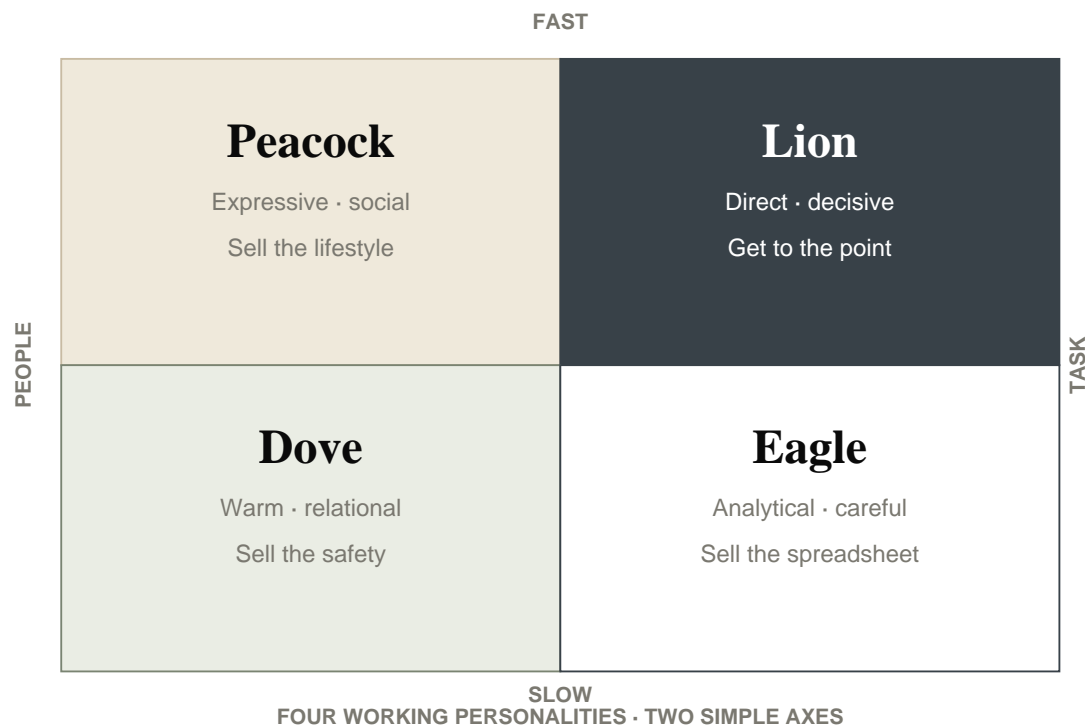 FAST
Peacock
Expressive · social
Sell the lifestyle
Lion
Direct · decisive
Get to the point
PEOPLE
TASK
Dove
Warm · relational
Sell the safety
Eagle
Analytical · careful
Sell the spreadsheet
SLOW
FOUR WORKING PERSONALITIES · TWO SIMPLE AXES